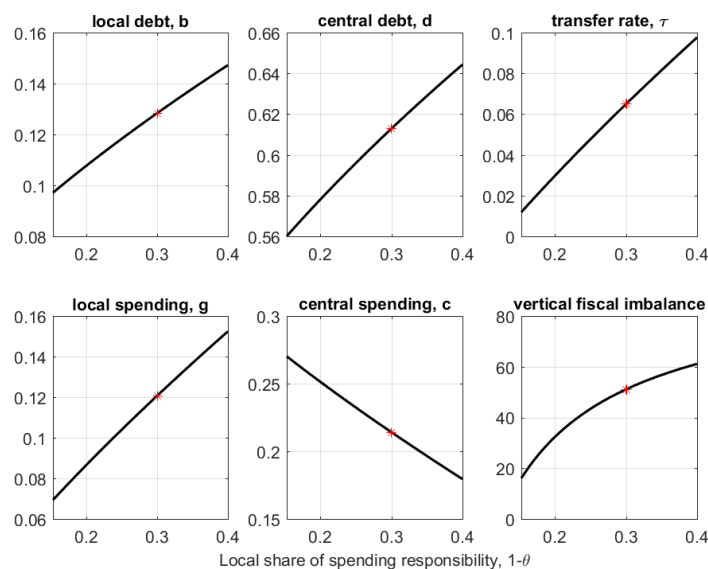 local debt, b
0.16
0.14
0.12
0.1
0.08
0.2 0.3 0.4
central debt, d
0.66
0.64
0.62
0.6
0.58
0.56
0.2 0.3 0.4
transfer rate, τ
0.1
0.08
0.06
0.04
0.02
0
0.2 0.3 0.4
local spending, g
0.16
0.14
0.12
0.1
0.08
0.06
0.2 0.3 0.4
central spending, c
0.3
0.25
0.2
0.15
0.2 0.3 0.4
vertical fiscal imbalance
80
60
40
20
0
0.2 0.3 0.4
Local share of spending responsibility, 1-θ